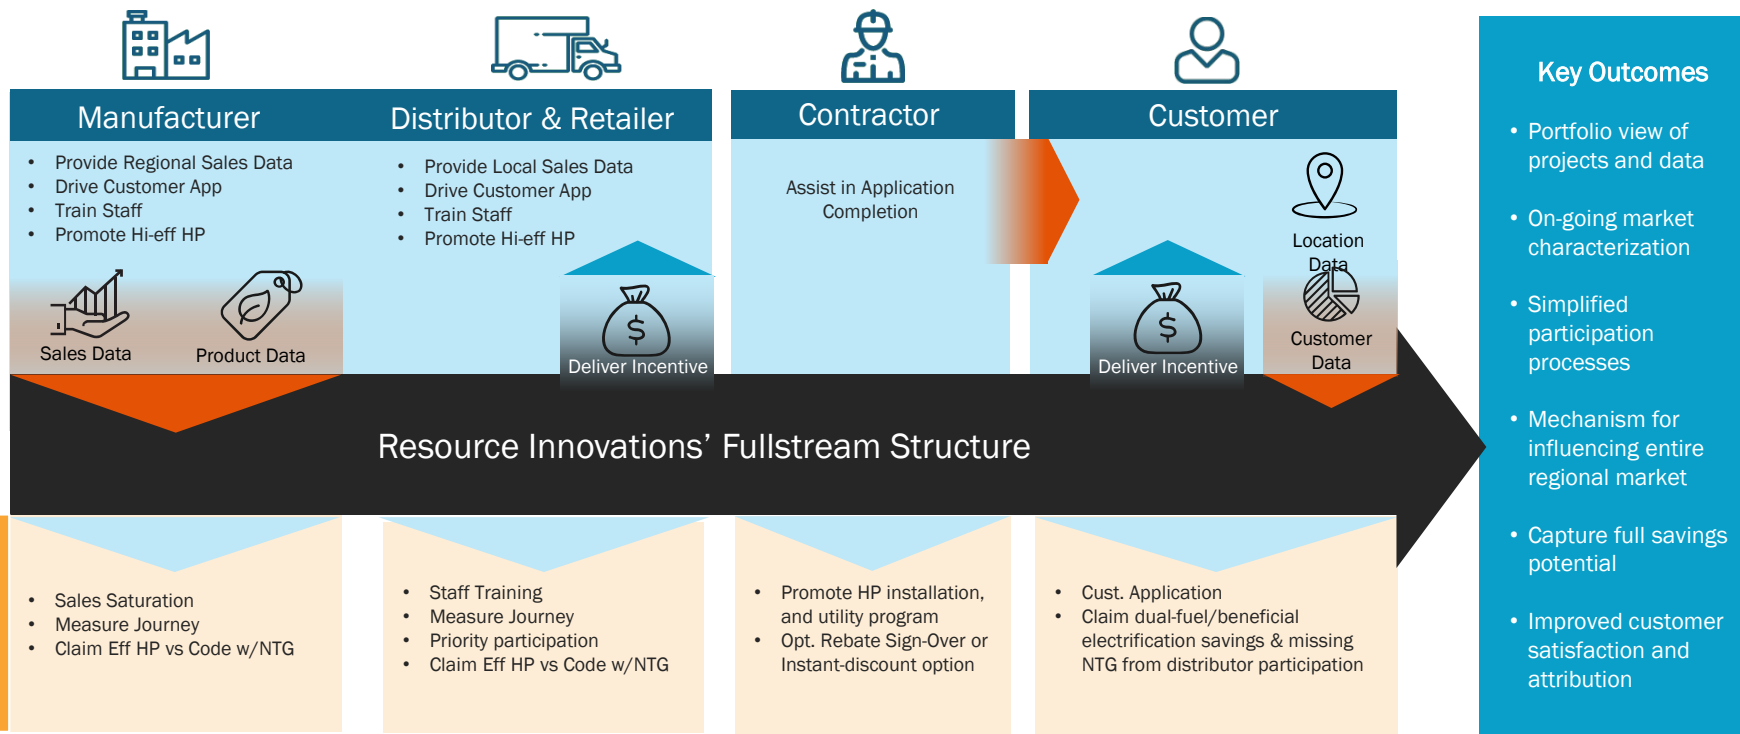 Manufacturer
• Provide Regional Sales Data
• Drive Customer App
• Train Staff
• Promote Hi-eff HP
Sales Data
Product Data
Distributor & Retailer
• Provide Local Sales Data
• Drive Customer App
• Train Staff
• Promote Hi-eff HP
$
Deliver Incentive
Contractor
Assist in Application
Completion
Customer
Location
Data
$
Deliver Incentive
Customer
Data
Resource Innovations’ Fullstream Structure
• Sales Saturation
• Measure Journey
• Claim Eff HP vs Code w/NTG
• Staff Training
• Measure Journey
• Priority participation
• Claim Eff HP vs Code w/NTG
• Promote HP installation,
and utility program
• Opt. Rebate Sign-Over or
Instant-discount option
• Cust. Application
• Claim dual-fuel/beneficial
electrification savings & missing
NTG from distributor participation
Key Outcomes
• Portfolio view of
projects and data
• On-going market
characterization
• Simplified
participation
processes
• Mechanism for
influencing entire
regional market
• Capture full savings
potential
• Improved customer
satisfaction and
attribution